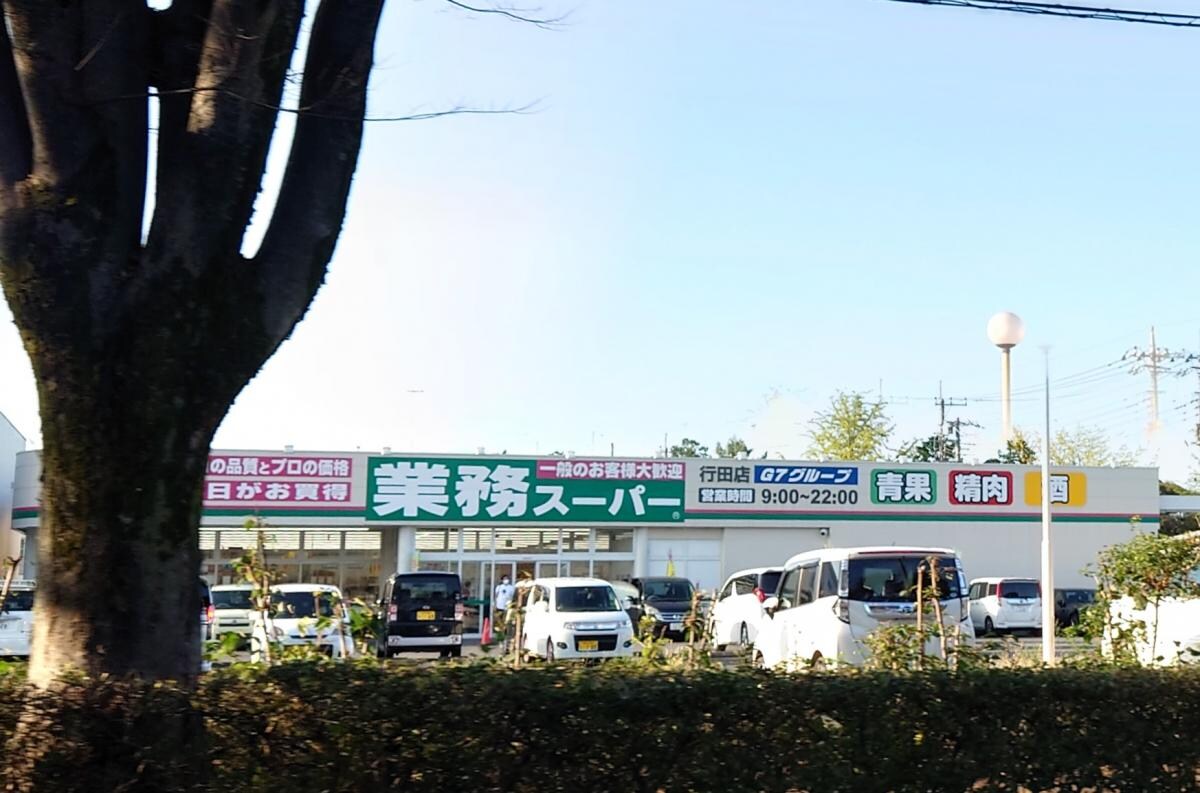 の品質とプロの価格
日がお買得
業務スーパー
一般のお客様大歓迎
®
行田店 G7グループ
営業時間 9:00~22:00
青果 精肉 酒